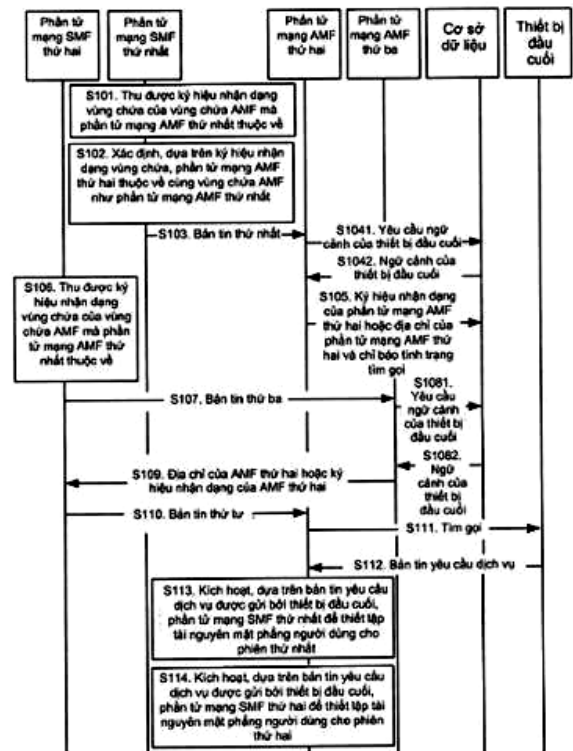 Phần tử
mạng SMF
thứ hai
Phần tử
mạng SMF
thứ nhất
Phần tử
mạng AMF
thứ hai
Phần tử
mạng AMF
thứ ba
Cơ sở
dữ liệu
Thiết bị
đầu
cuối
S101. Thu được ký hiệu nhận dạng
vùng chứa của vùng chứa AMF mà
phần tử mạng AMF thứ nhất thuộc về
S102. Xác định, dựa trên ký hiệu nhận
dạng vùng chứa, phần tử mạng AMF
thứ hai thuộc về cùng vùng chứa AMF
như phần tử mạng AMF thứ nhất
S103. Bản tin thứ nhất
S1041. Yêu cầu ngữ
cảnh của thiết bị đầu cuối
S1042. Ngữ cảnh của
thiết bị đầu cuối
S105. Ký hiệu nhận dạng
của phần tử mạng AMF
thứ hai hoặc địa chỉ của
phần tử mạng AMF thứ
hai và chỉ báo tình trạng
tìm gọi
S106. Thu được ký
hiệu nhận dạng
vùng chứa của vùng
chứa AMF mà phần
tử mạng AMF thứ
nhất thuộc về
S107. Bản tin thứ ba
S1081.
Yêu cầu
ngữ cảnh
của thiết bị
đầu cuối
S1082.
Ngữ
cảnh của
thiết bị
đầu cuối
S109. Địa chỉ của AMF thứ hai hoặc ký
hiệu nhận dạng của AMF thứ hai
S110. Bản tin thứ tư
S111. Tìm gọi
S112. Bản tin yêu cầu dịch vụ
S113. Kích hoạt, dựa trên bản tin yêu cầu
dịch vụ được gửi bởi thiết bị đầu cuối,
phần tử mạng SMF thứ nhất để thiết lập
tài nguyên mặt phẳng người dùng cho
phiên thứ nhất
S114. Kích hoạt, dựa trên bản tin yêu cầu
dịch vụ được gửi bởi thiết bị đầu cuối,
phần tử mạng SMF thứ hai để thiết lập tài
nguyên mặt phẳng người dùng cho phiên
thứ hai